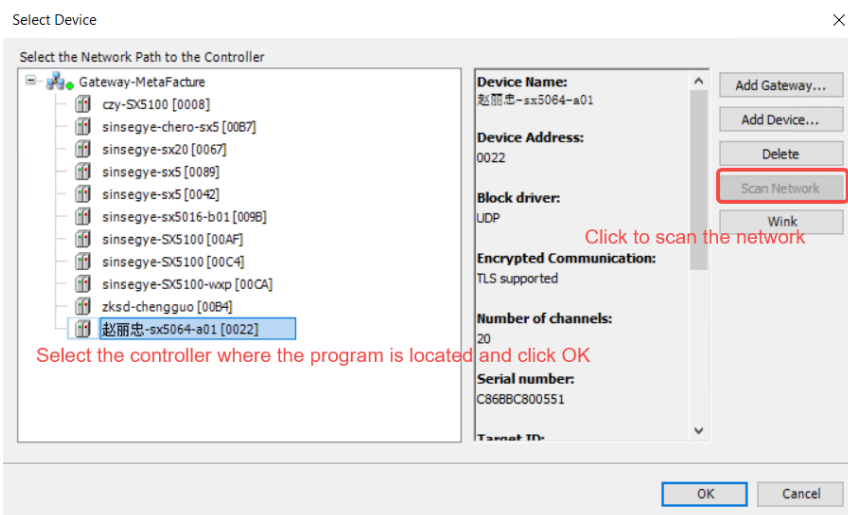 Select Device
Select the Network Path to the Controller
Gateway-MetaFacture
czy-SX5100 [0008]
sinsegye-chero-sx5 [00B7]
sinsegye-sx20 [0067]
sinsegye-sx5 [0089]
sinsegye-sx5 [0042]
sinsegye-sx5016-b01 [009B]
sinsegye-SX5100 [00AF]
sinsegye-SX5100 [00C4]
sinsegye-SX5100-wxp [00CA]
zksd-chengguo [00B4]
赵丽忠-sx5064-a01 [0022]
Select the controller where the program is located and click OK
Device Name:
赵丽忠-sx5064-a01
Device Address:
0022
Block driver:
UDP
Encrypted Communication:
TLS supported
Number of channels:
20
Serial number:
C86BBC800551
Target ID:
Add Gateway...
Add Device...
Delete
Scan Network
Wink
Click to scan the network
OK
Cancel